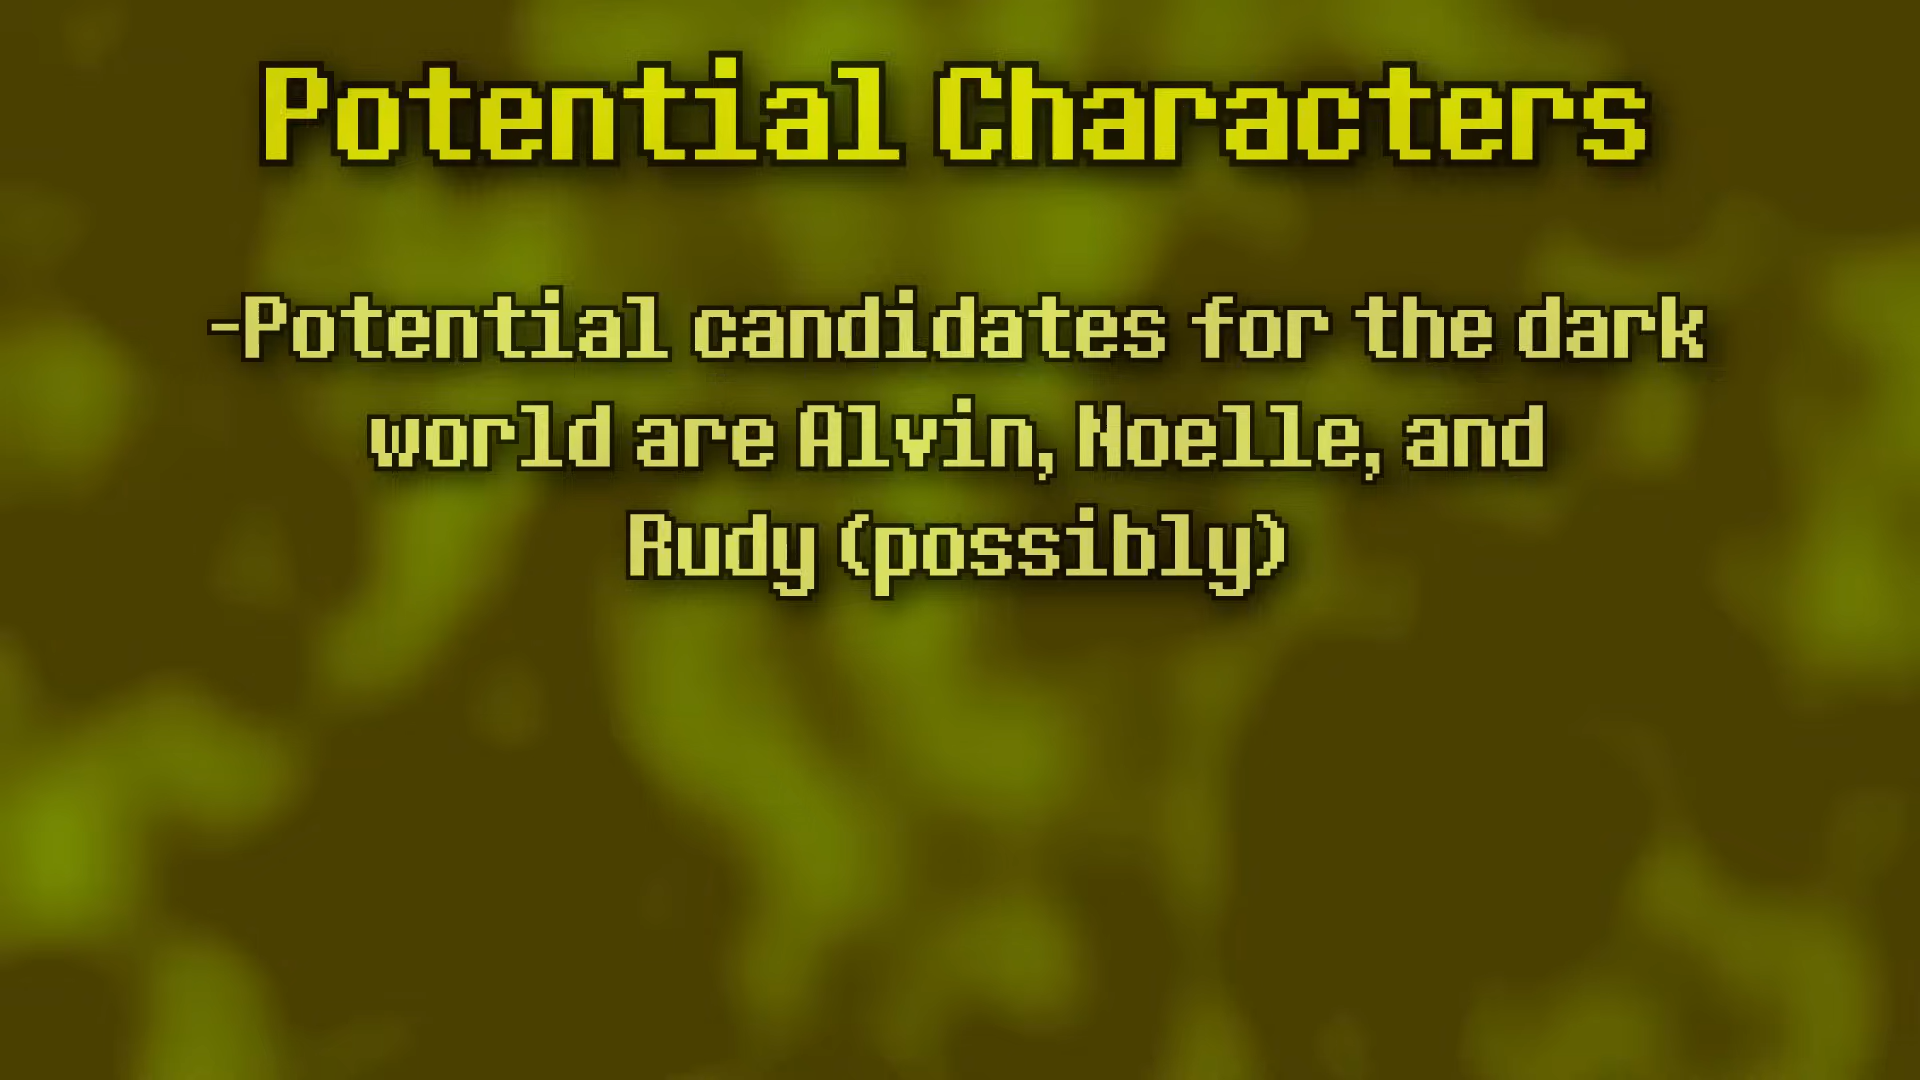 Potential Characters
-Potential candidates for the dark
world are Alvin, Noelle, and
Rudy (possibly)